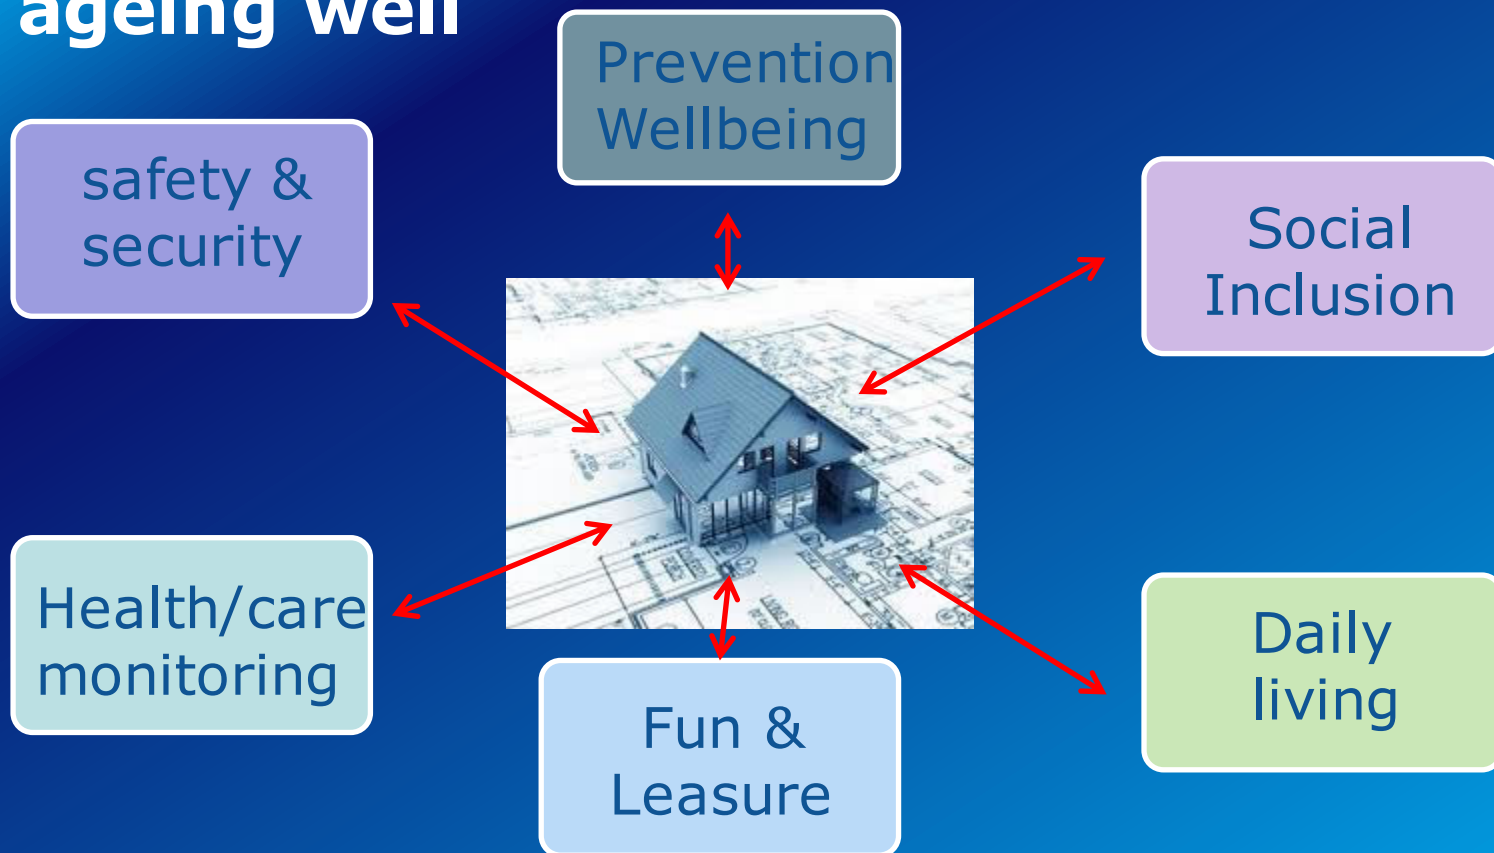 ageing well
Prevention
Wellbeing
safety &
security
Social
Inclusion
Health/care
monitoring
Daily
living
Fun &
Leasure